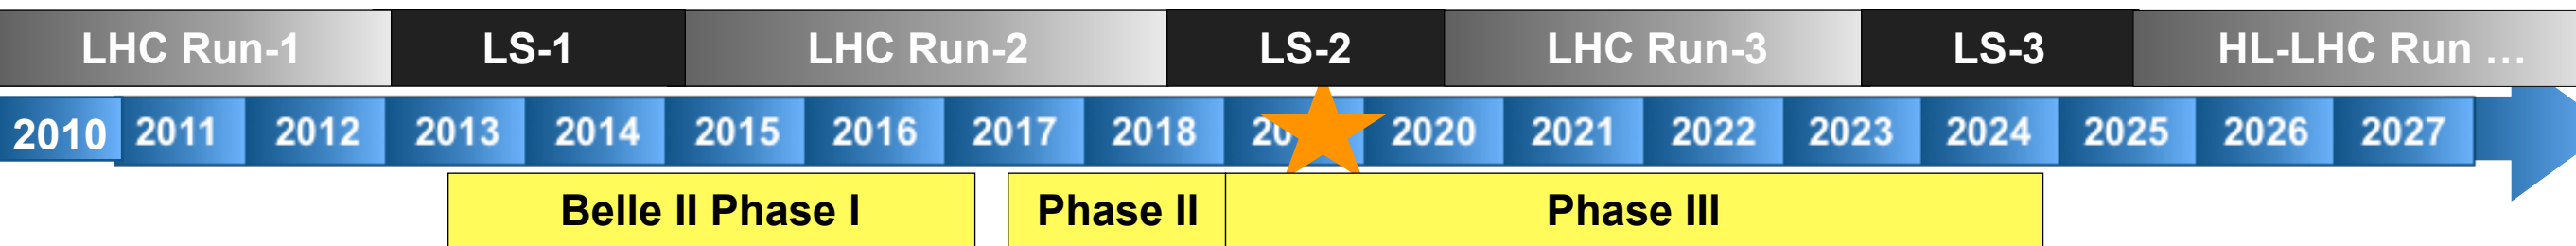 LHC Run-1 LS-1 LHC Run-2 LS-2 LHC Run-3 LS-3 HL-LHC Run …
2010 2011 2012 2013 2014 2015 2016 2017 2018 20 2020 2021 2022 2023 2024 2025 2026 2027
Belle II Phase I Phase II Phase III